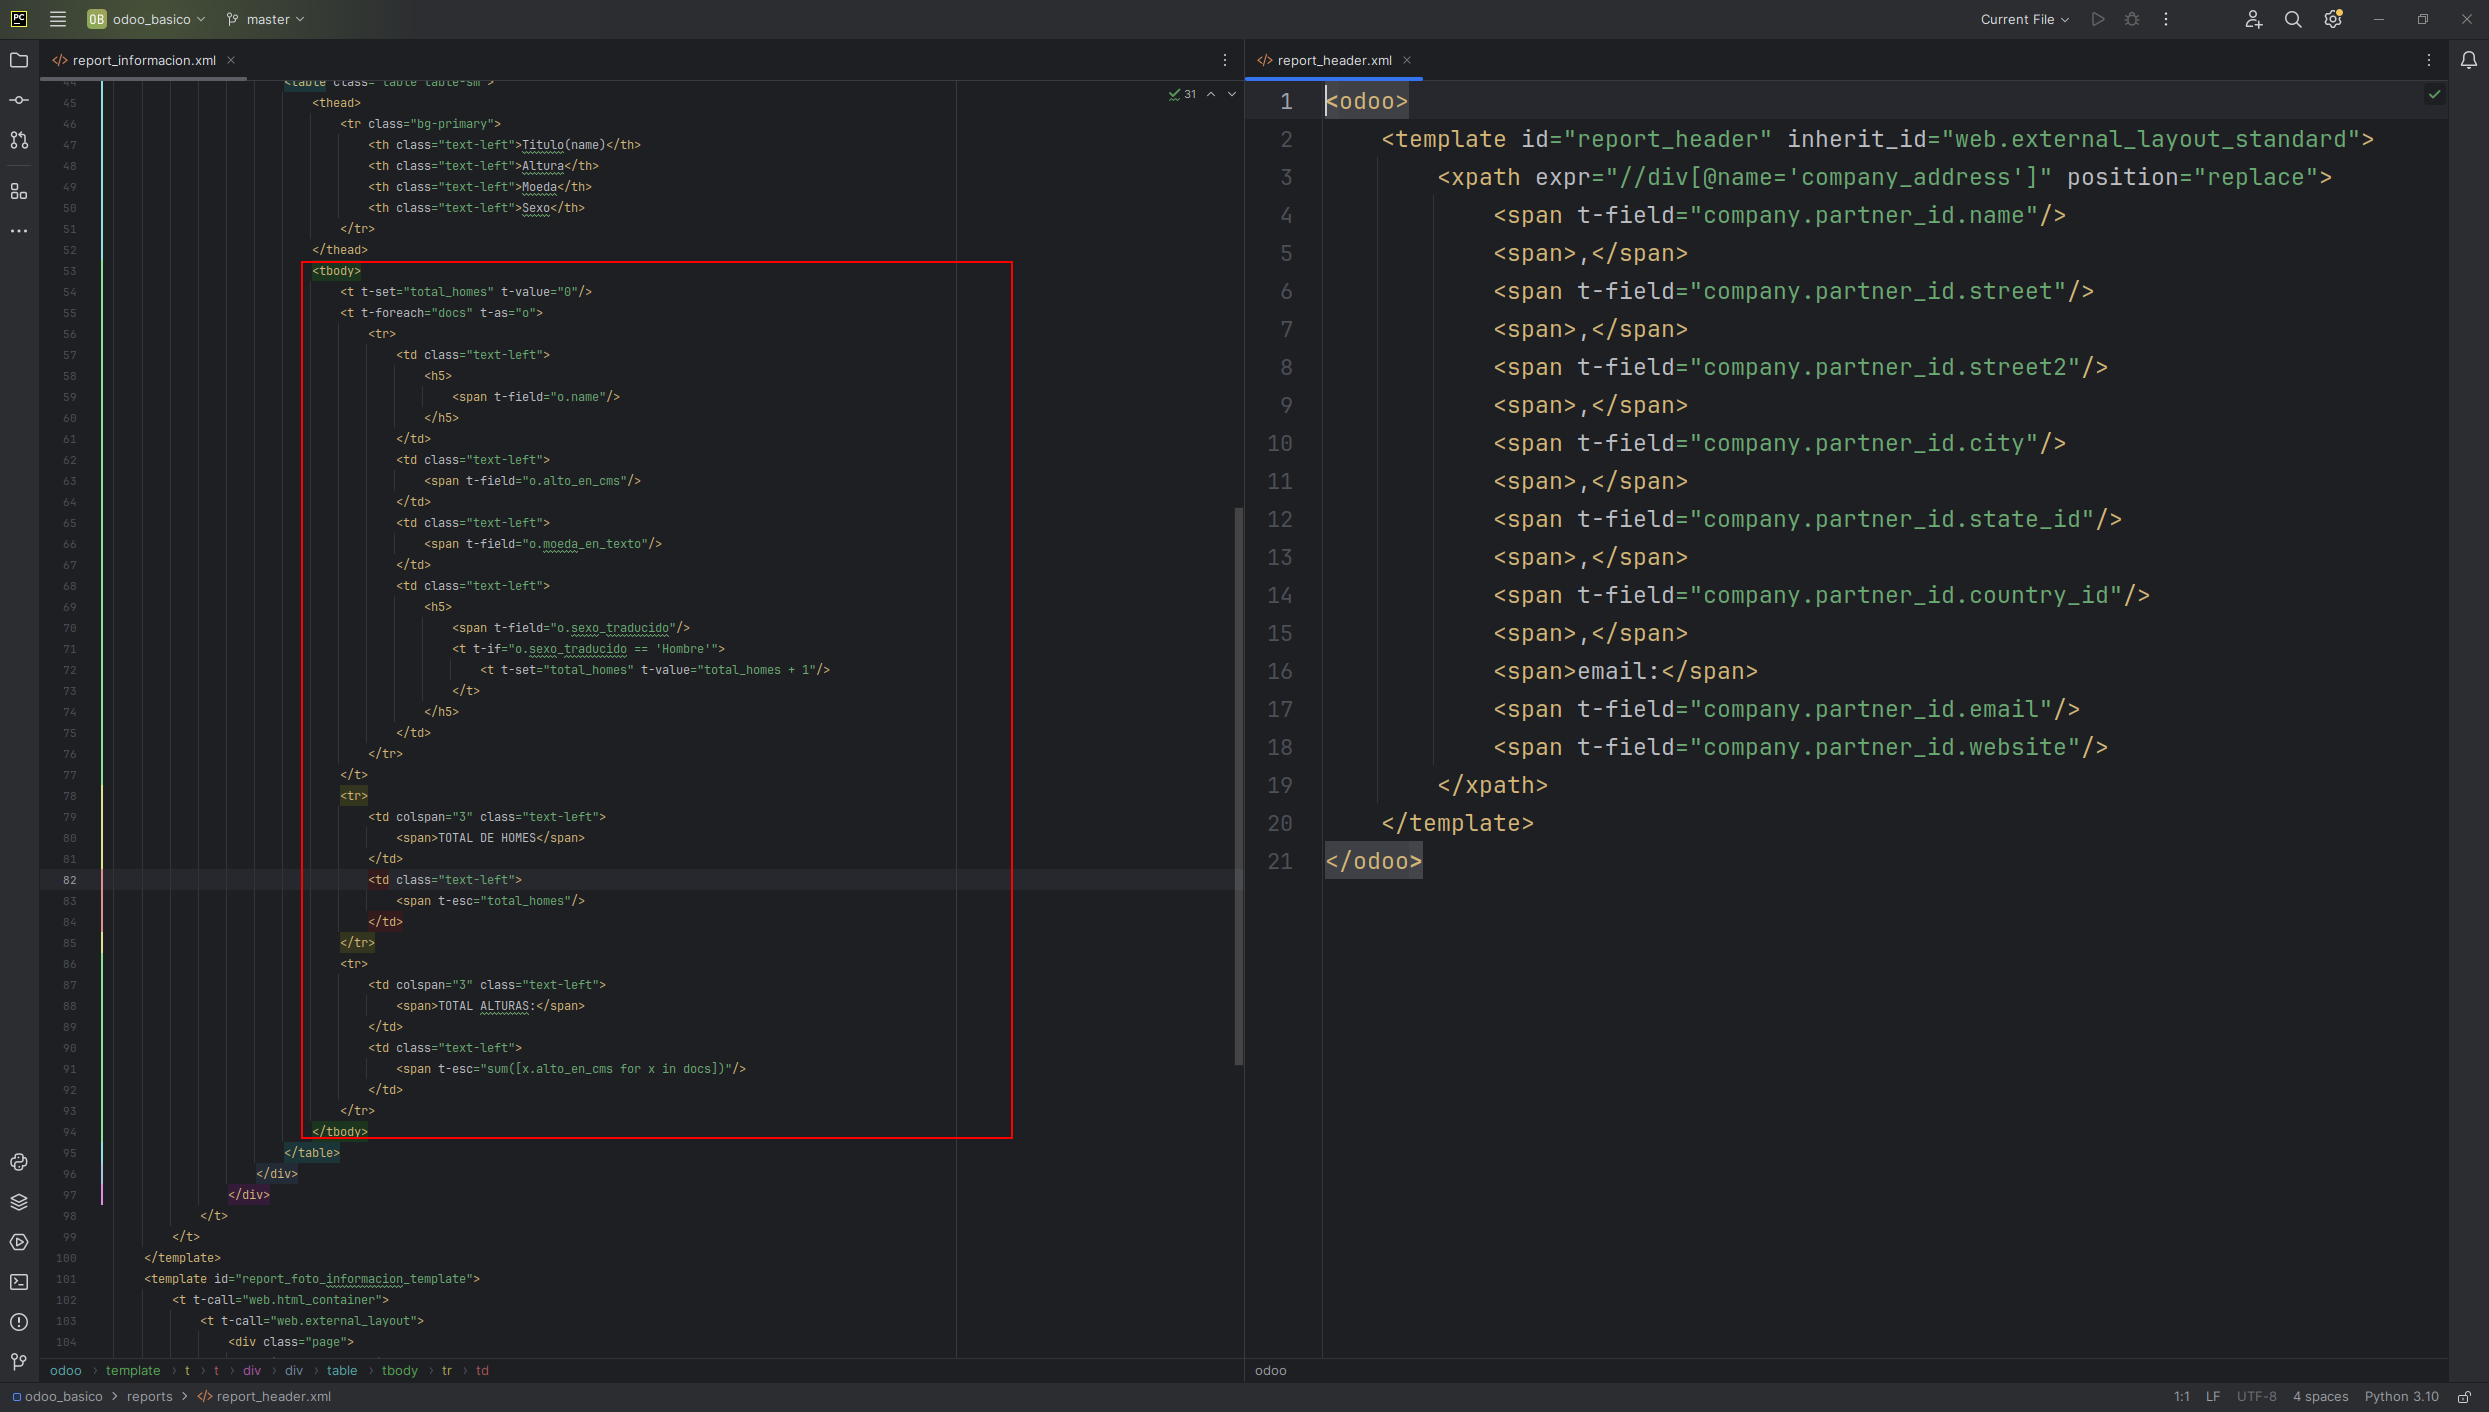 PC OB odoo_basico master Current File
report_informacion.xml
44 <table class="table table-sm">
45 <thead>
46 <tr class="bg-primary">
47 <th class="text-left">Titulo(name)</th>
48 <th class="text-left">Altura</th>
49 <th class="text-left">Moeda</th>
50 <th class="text-left">Sexo</th>
51 </tr>
52 </thead>
53 <tbody>
54 <t t-set="total_homes" t-value="0"/>
55 <t t-foreach="docs" t-as="o">
56 <tr>
57 <td class="text-left">
58 <h5>
59 <span t-field="o.name"/>
60 </h5>
61 </td>
62 <td class="text-left">
63 <span t-field="o.alto_en_cms"/>
64 </td>
65 <td class="text-left">
66 <span t-field="o.moeda_en_texto"/>
67 </td>
68 <td class="text-left">
69 <h5>
70 <span t-field="o.sexo_traducido"/>
71 <t t-if="o.sexo_traducido == 'Hombre'">
72 <t t-set="total_homes" t-value="total_homes + 1"/>
73 </t>
74 </h5>
75 </td>
76 </tr>
77 </t>
78 <tr>
79 <td colspan="3" class="text-left">
80 <span>TOTAL DE HOMES</span>
81 </td>
82 <td class="text-left">
83 <span t-esc="total_homes"/>
84 </td>
85 </tr>
86 <tr>
87 <td colspan="3" class="text-left">
88 <span>TOTAL ALTURAS:</span>
89 </td>
90 <td class="text-left">
91 <span t-esc="sum([x.alto_en_cms for x in docs])"/>
92 </td>
93 </tr>
94 </tbody>
95 </table>
96 </div>
97 </div>
98 </t>
99 </t>
100 </template>
101 <template id="report_foto_informacion_template">
102 <t t-call="web.html_container">
103 <t t-call="web.external_layout">
104 <div class="page">
31
odoo > template > t > t > div > div > table > tbody > tr > td
report_header.xml
1 <odoo>
2 <template id="report_header" inherit_id="web.external_layout_standard">
3 <xpath expr="//div[@name='company_address']" position="replace">
4 <span t-field="company.partner_id.name"/>
5 <span>,</span>
6 <span t-field="company.partner_id.street"/>
7 <span>,</span>
8 <span t-field="company.partner_id.street2"/>
9 <span>,</span>
10 <span t-field="company.partner_id.city"/>
11 <span>,</span>
12 <span t-field="company.partner_id.state_id"/>
13 <span>,</span>
14 <span t-field="company.partner_id.country_id"/>
15 <span>,</span>
16 <span>email:</span>
17 <span t-field="company.partner_id.email"/>
18 <span t-field="company.partner_id.website"/>
19 </xpath>
20 </template>
21 </odoo>
odoo
odoo_basico > reports > report_header.xml
1:1 LF UTF-8 4 spaces Python 3.10